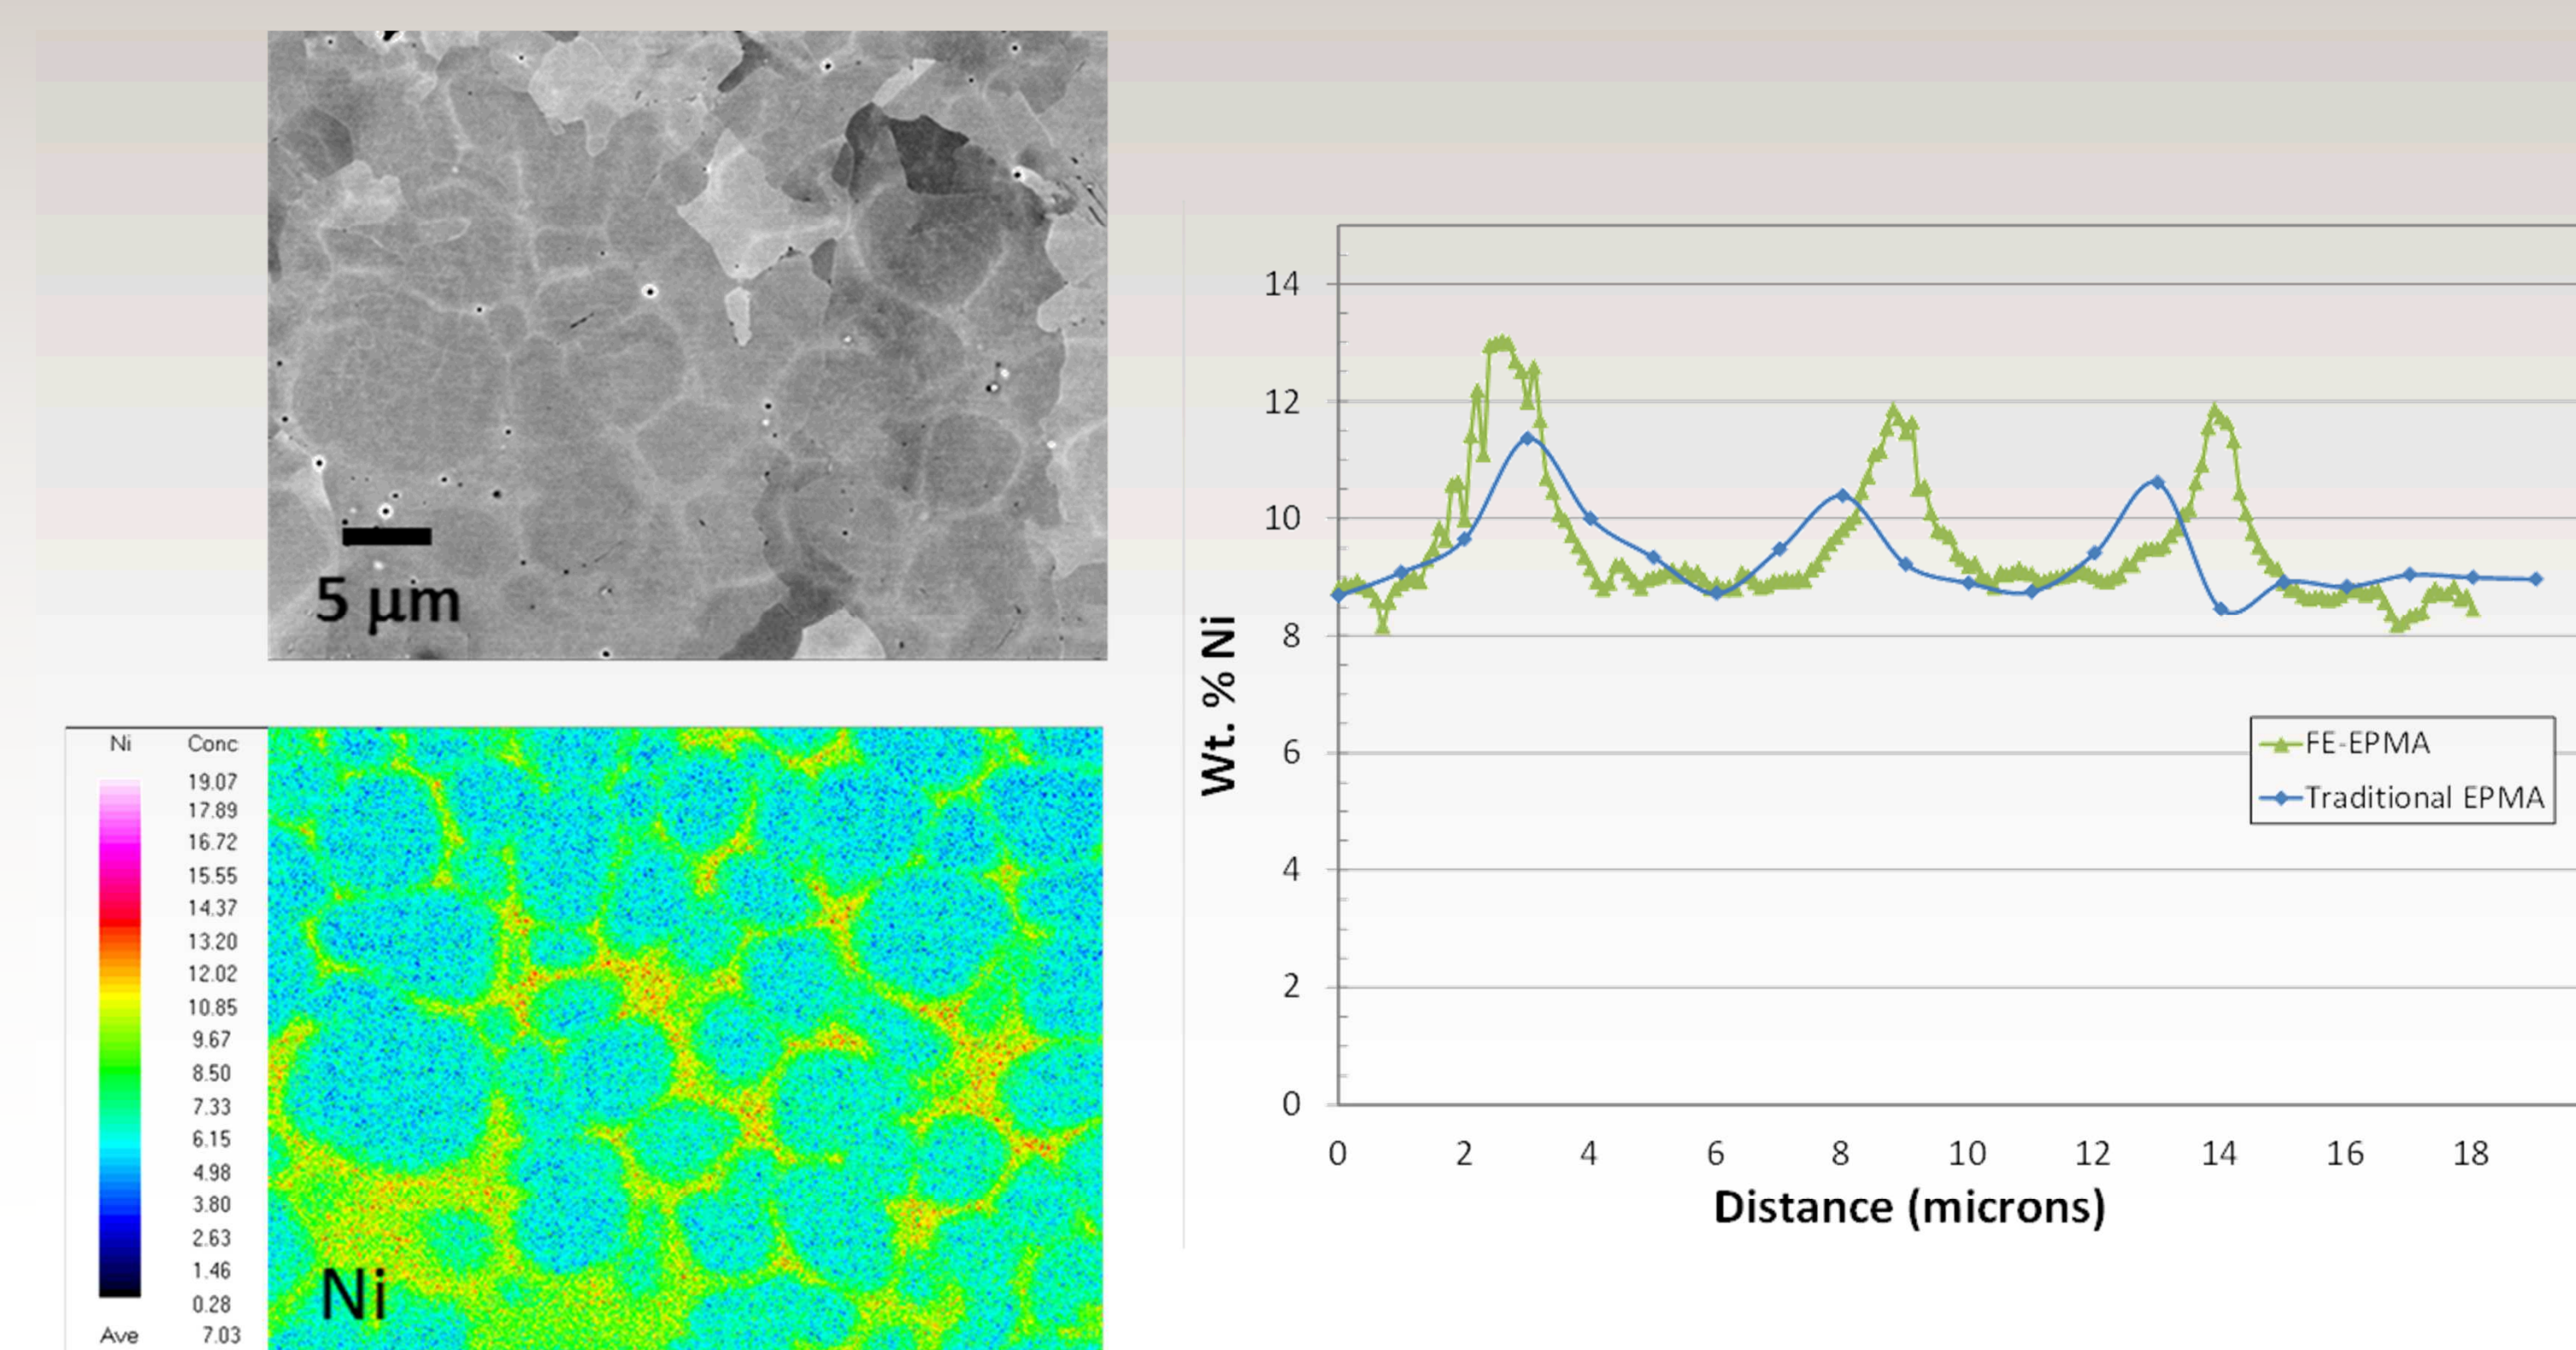 5 μm
Ni Conc
19.07
17.89
16.72
15.55
14.37
13.20
12.02
10.85
9.67
8.50
7.33
6.15
4.98
3.80
2.63
1.46
0.28
Ave 7.03
Ni
Wt. % Ni
14
12
10
8
6
4
2
0
0 2 4 6 8 10 12 14 16 18
Distance (microns)
FE-EPMA
Traditional EPMA